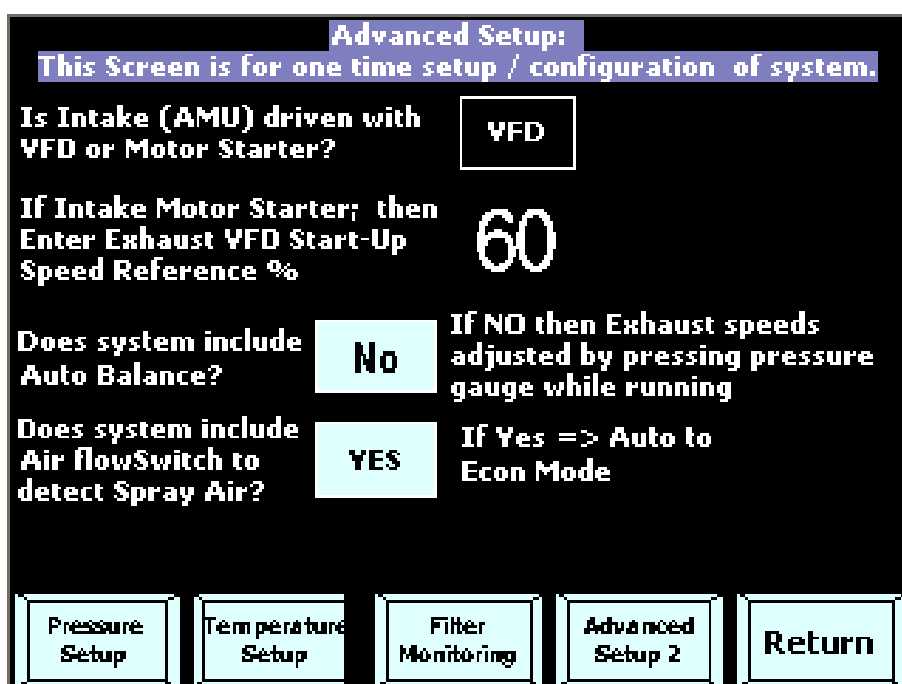 Advanced Setup:
This Screen is for one time setup / configuration of system.
Is Intake (AMU) driven with
VFD or Motor Starter?
VFD
If Intake Motor Starter; then
Enter Exhaust VFD Start-Up
Speed Reference %
60
Does system include
Auto Balance?
No
If NO then Exhaust speeds
adjusted by pressing pressure
gauge while running
Does system include
Air flowSwitch to
detect Spray Air?
YES
If Yes => Auto to
Econ Mode
Pressure
Setup
Temperature
Setup
Filter
Monitoring
Advanced
Setup 2
Return